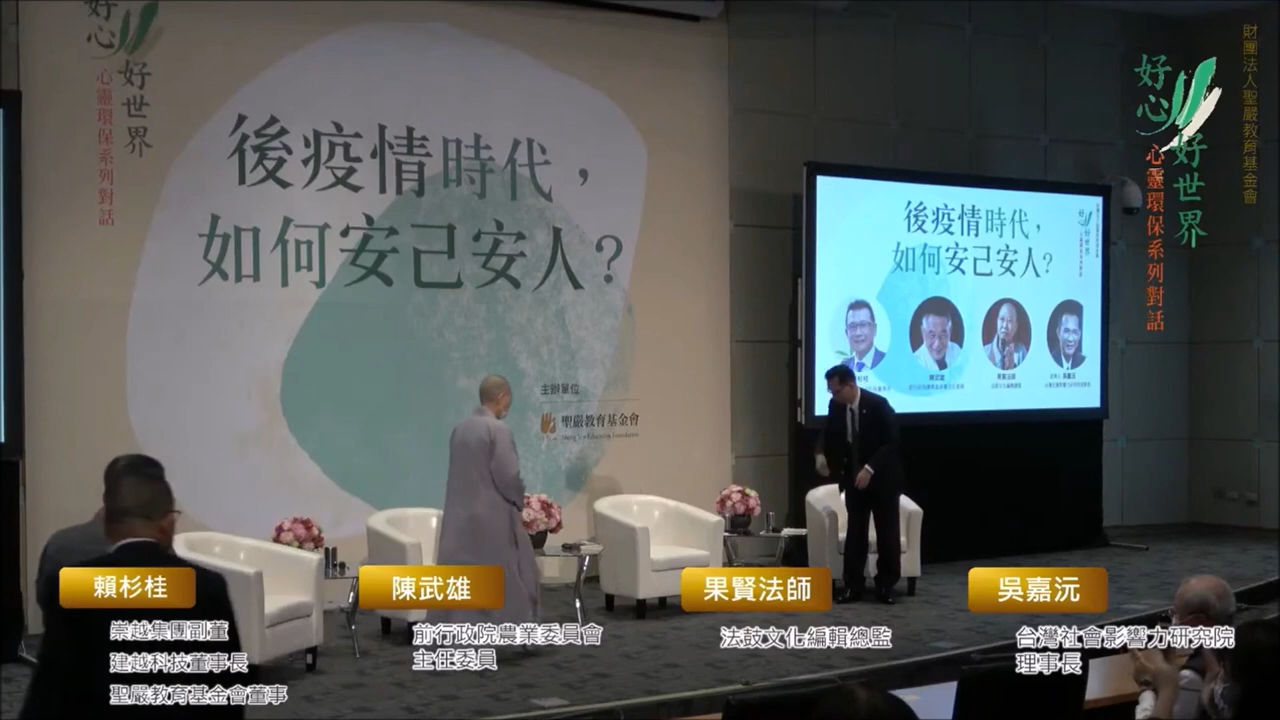 好心
好世界
心靈環保系列對話
後疫情時代，
如何安己安人？
主辦單位
聖嚴教育基金會
後疫情時代，
如何安己安人？
財團法人聖嚴教育基金會
好心
好世界
心靈環保系列對話
賴杉桂
崇越集團副董
建越科技董事長
聖嚴教育基金會董事
陳武雄
前行政院農業委員會
主任委員
果賢法師
法鼓文化編輯總監
吳嘉沅
台灣社會影響力研究院
理事長